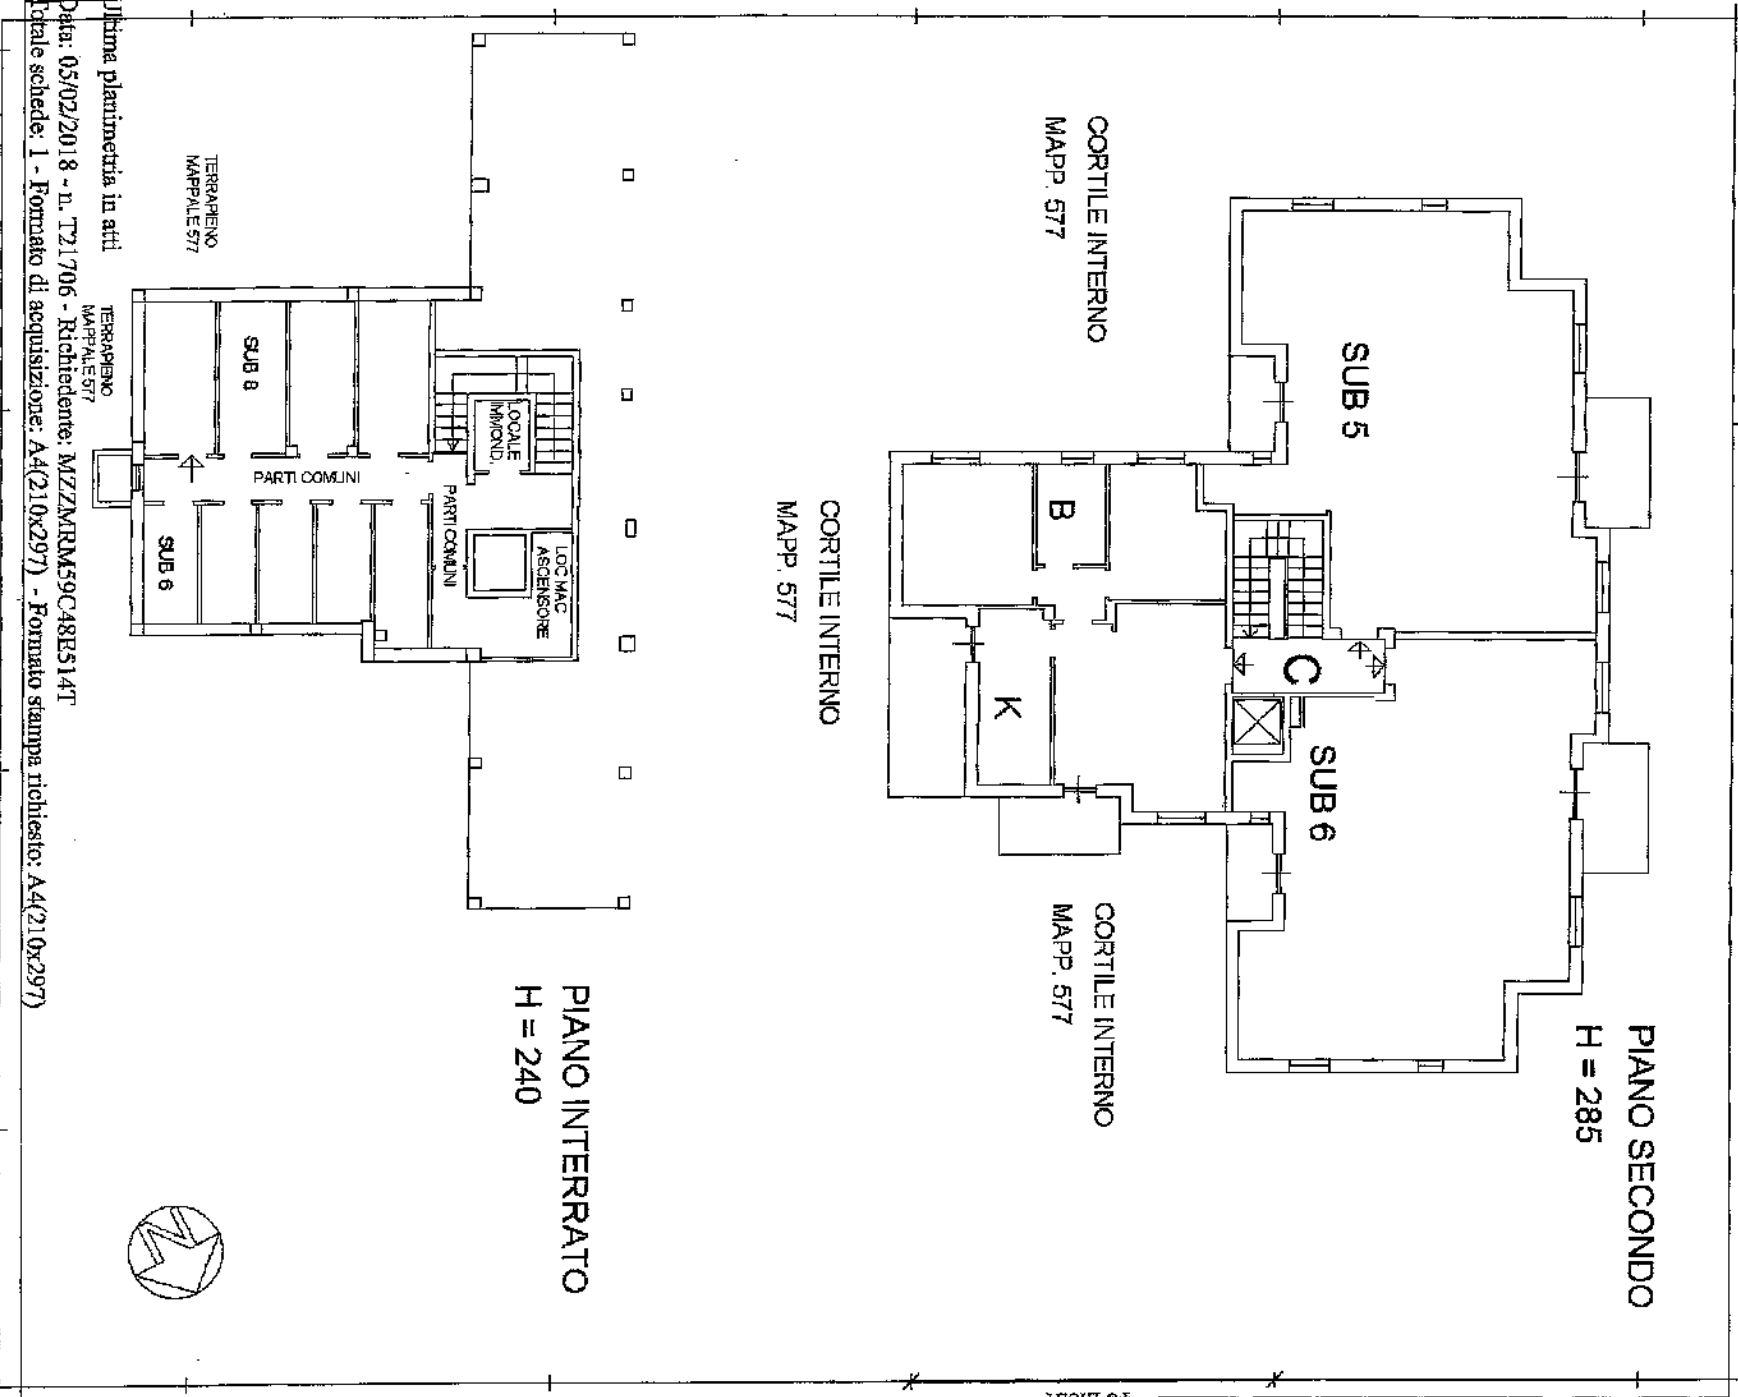 PIANO SECONDO
H = 285
SUB 5
SUB 6
C
B
K
CORTILE INTERNO
MAPP. 577
CORTILE INTERNO
MAPP. 577
CORTILE INTERNO
MAPP. 577
PIANO INTERRATO
H = 240
LOCALE
IMMOND.
LOC MAC
ASCENSORE
PARTI COMUNI
PARTI COMUNI
SUB 8
SUB 6
TERRAPIENO
MAPPALE 577
TERRAPIENO
MAPPALE 577
N
Ultima planimetria in atti
Data: 05/02/2018 - n. T21706 - Richiedente: MZZMRM59C48E514T
Totale schede: 1 - Formato di acquisizione: A4(210x297) - Formato stampa richiesto: A4(210x297)